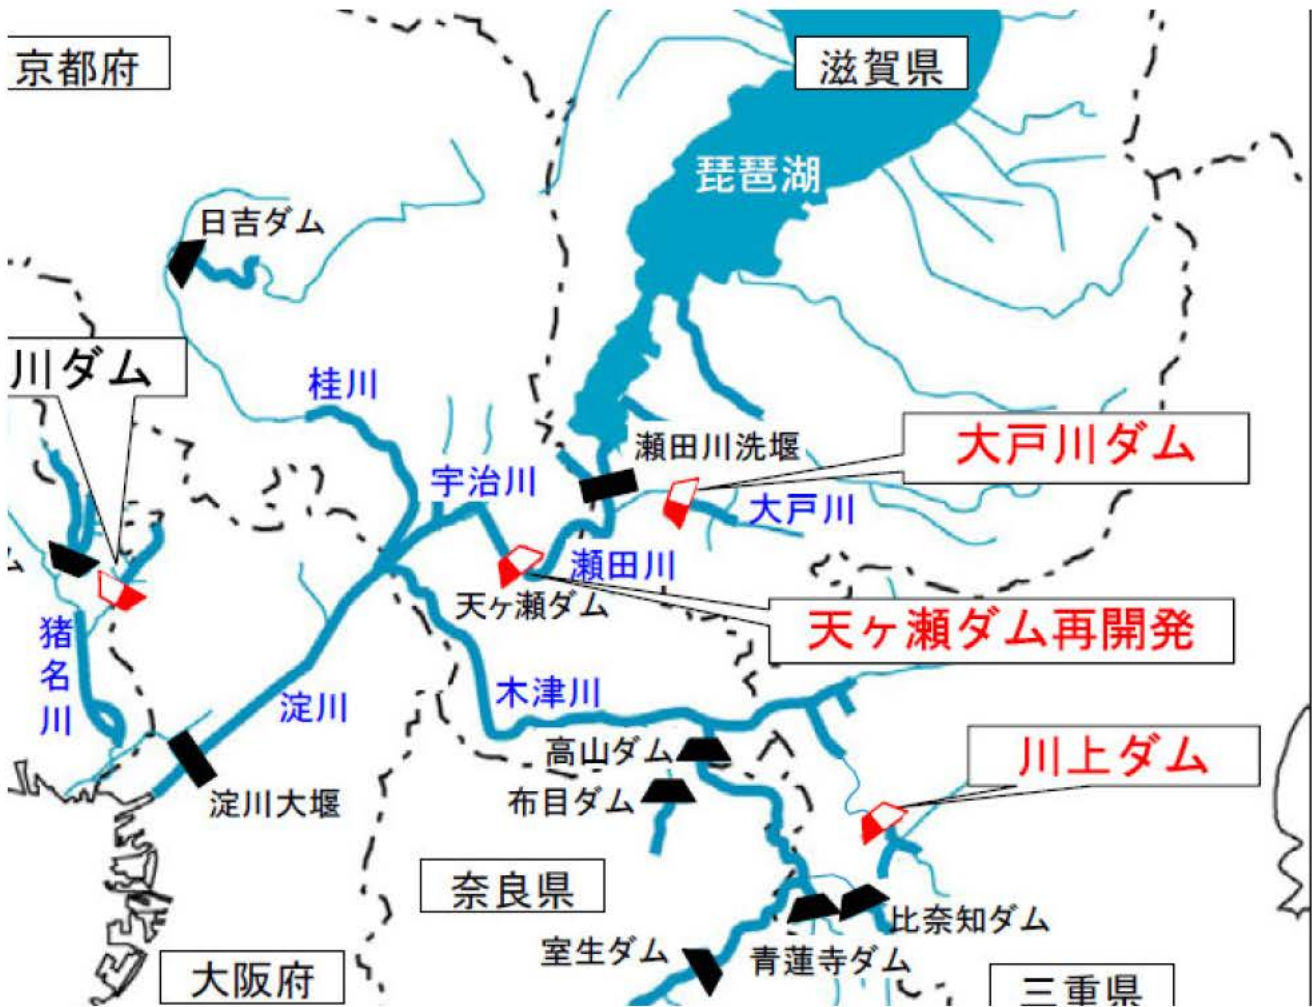 京都府
滋賀県
琵琶湖
日吉ダム
川ダム
桂川
瀬田川洗堰
大戸川ダム
宇治川
大戸川
瀬田川
天ヶ瀬ダム
天ヶ瀬ダム再開発
猪
名
川
淀川
木津川
高山ダム
川上ダム
布目ダム
淀川大堰
奈良県
比奈知ダム
室生ダム
青蓮寺ダム
大阪府
三重県